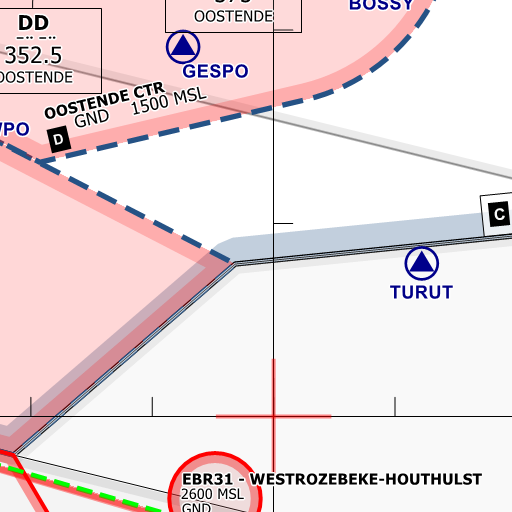 BOSSY
DD
352.5
OOSTENDE
OOSTENDE
GESPO
OOSTENDE CTR
GND 1500 MSL
D
C
TURUT
EBR31 - WESTROZEBEKE-HOUTHULST
2600 MSL
GND